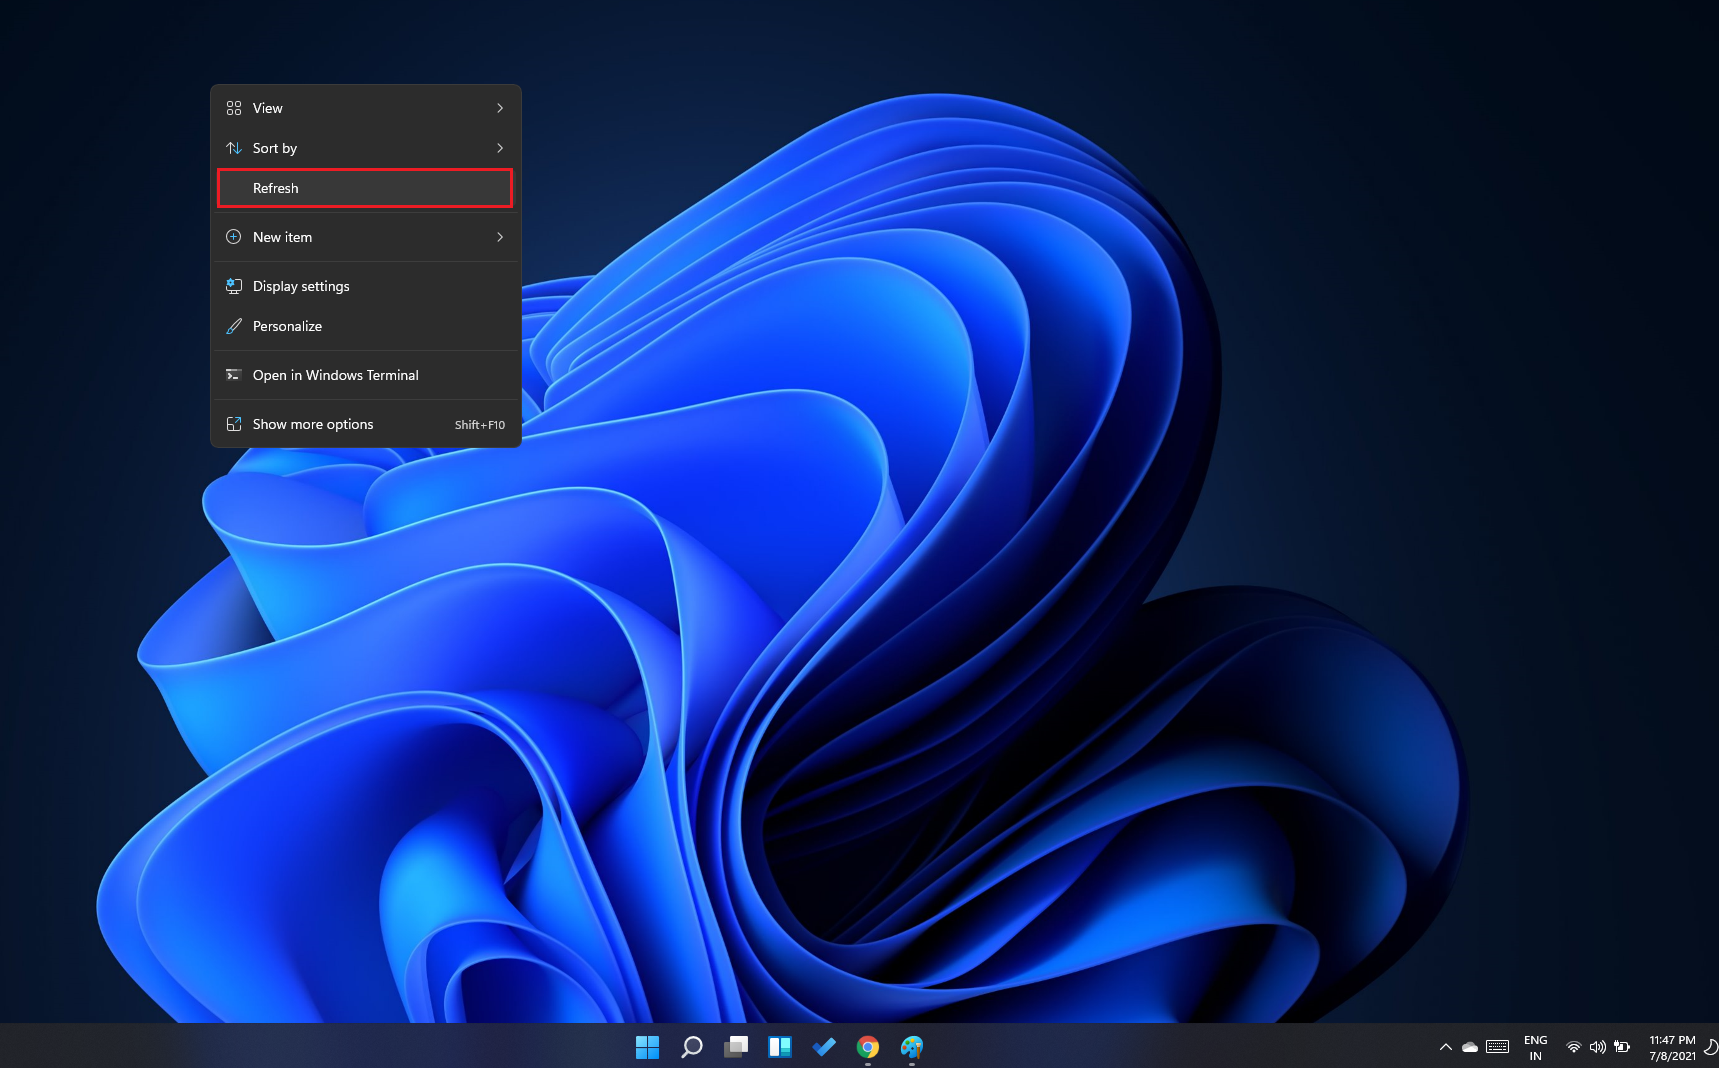 View
Sort by
Refresh
New item
Display settings
Personalize
Open in Windows Terminal
Show more options Shift+F10
ENG
IN
11:47 PM
7/8/2021